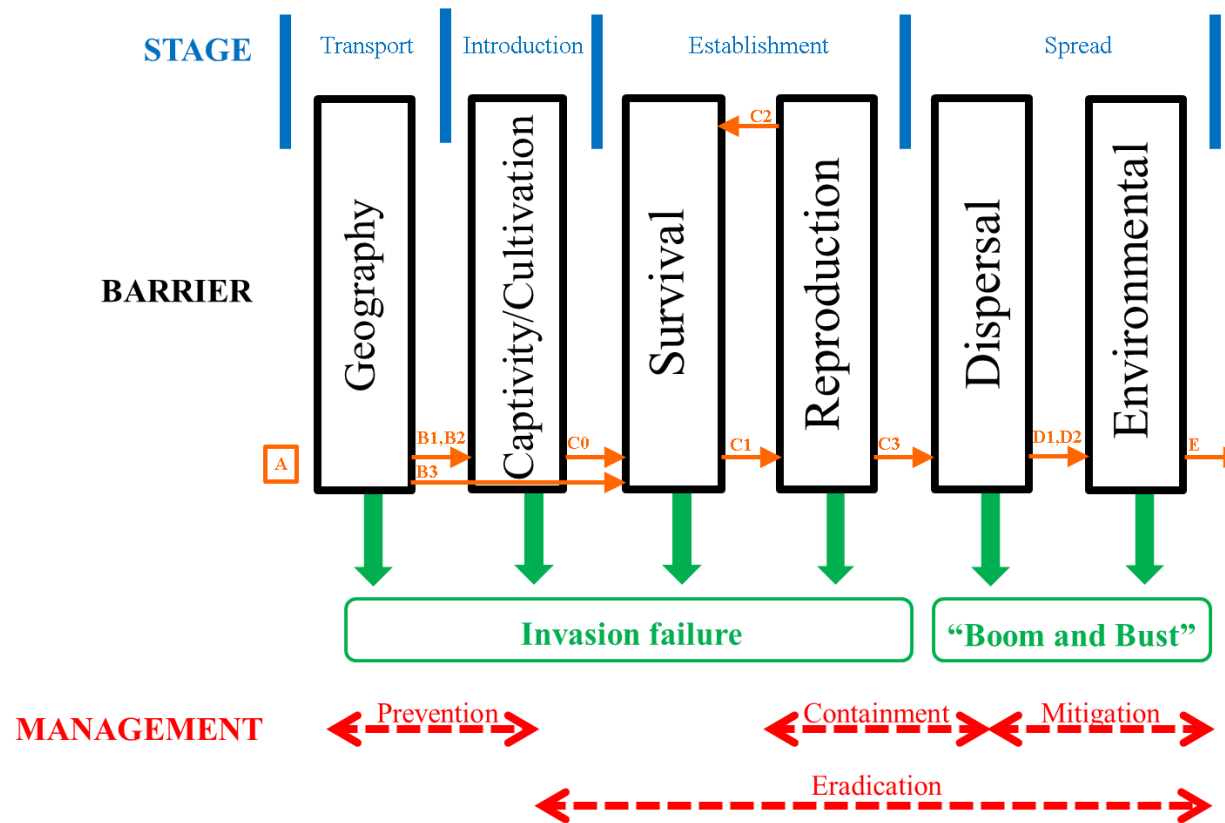 STAGE
Transport
Introduction
Establishment
Spread
BARRIER
Geography
Captivity/Cultivation
Survival
Reproduction
Dispersal
Environmental
C2
A
B1,B2
B3
C0
C1
C3
D1,D2
E
Invasion failure
“Boom and Bust”
MANAGEMENT
Prevention
Containment
Mitigation
Eradication